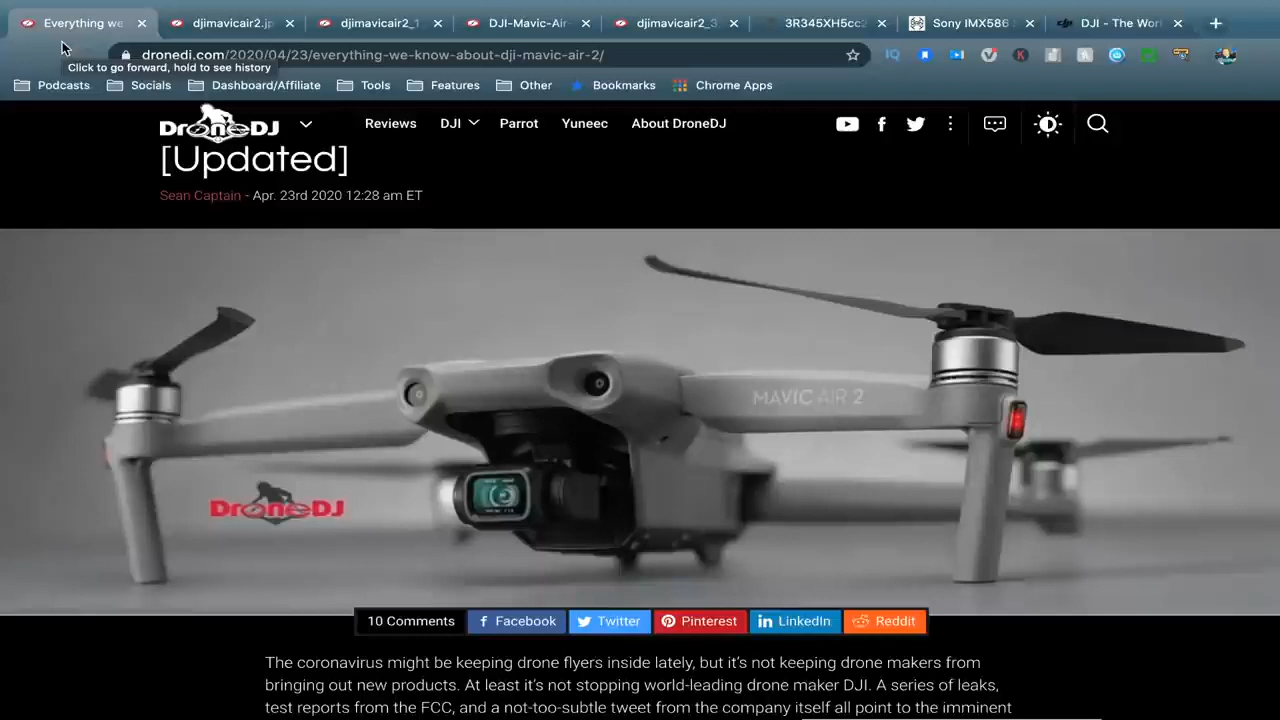 Everything we
djimavicair2.jp
djimavicair2_1
DJI-Mavic-Air-
djimavicair2_3
3R345XH5cc2
Sony IMX586
DJI - The Worl
dronedj.com/2020/04/23/everything-we-know-about-dji-mavic-air-2/
Click to go forward, hold to see history
Podcasts Socials Dashboard/Affiliate Tools Features Other Bookmarks Chrome Apps
DroneDJ Reviews DJI Parrot Yuneec About DroneDJ
[Updated]
Sean Captain - Apr. 23rd 2020 12:28 am ET
MAVIC AIR 2
DroneDJ
10 Comments Facebook Twitter Pinterest LinkedIn Reddit
The coronavirus might be keeping drone flyers inside lately, but it's not keeping drone makers from
bringing out new products. At least it's not stopping world-leading drone maker DJI. A series of leaks,
test reports from the FCC, and a not-too-subtle tweet from the company itself all point to the imminent